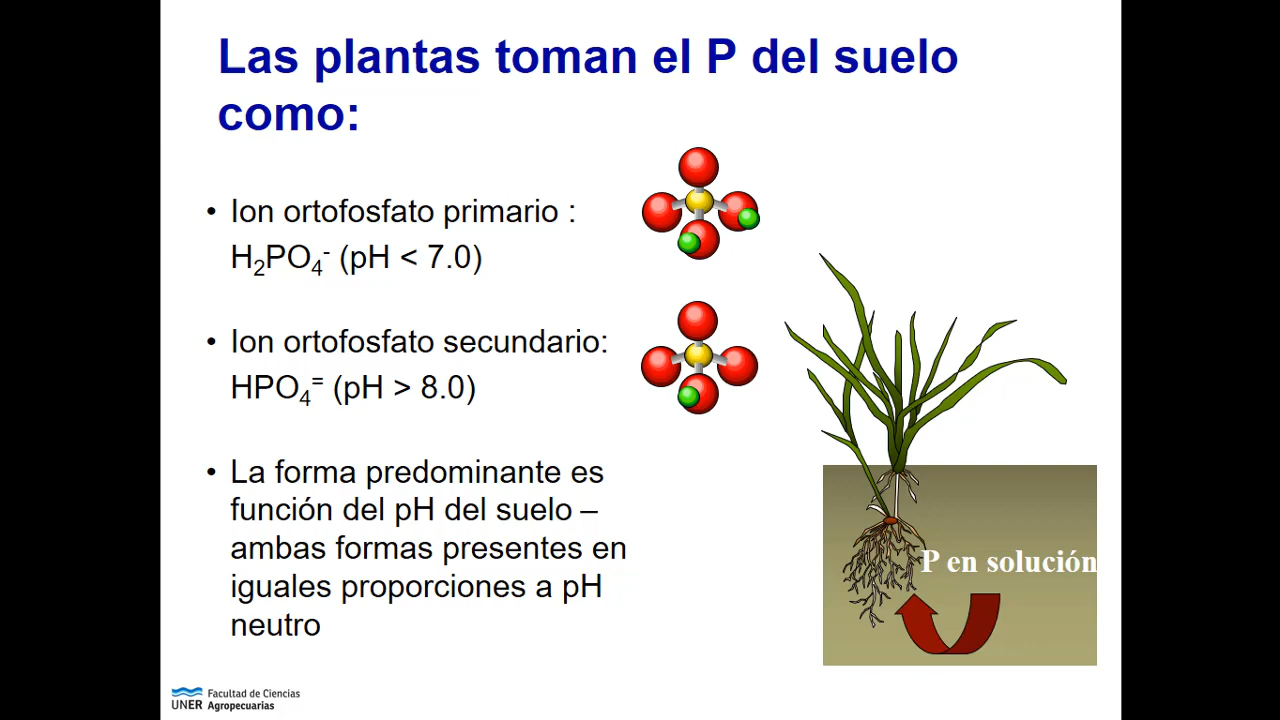 Las plantas toman el P del suelo
como:
• Ion ortofosfato primario :
H₂PO₄⁻ (pH < 7.0)
• Ion ortofosfato secundario:
HPO₄⁼ (pH > 8.0)
• La forma predominante es
función del pH del suelo –
ambas formas presentes en
iguales proporciones a pH
neutro
P en solución
UNER Facultad de Ciencias
Agropecuarias